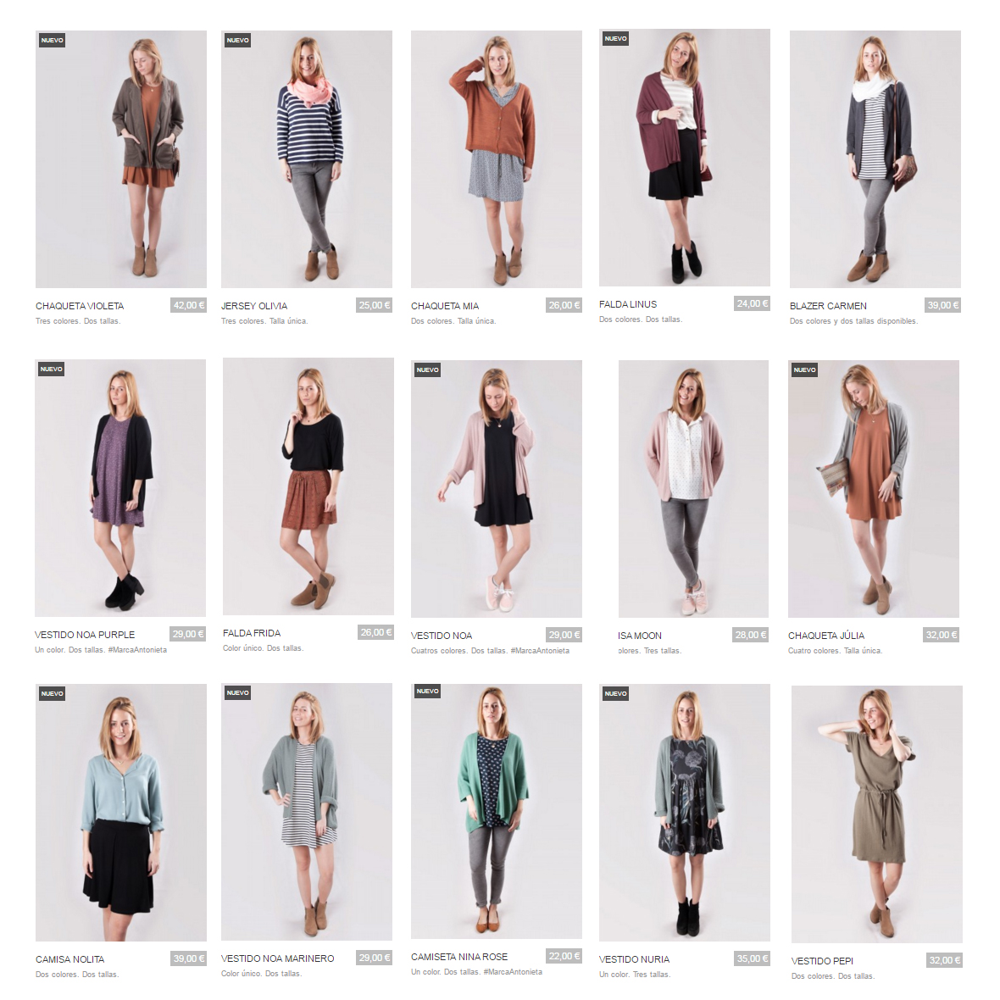 NUEVO
NUEVO
NUEVO
CHAQUETA VIOLETA 42,00 €
Tres colores. Dos tallas.
JERSEY OLIVIA 25,00 €
Tres colores. Talla única.
CHAQUETA MIA 26,00 €
Dos colores. Talla única.
FALDA LINUS 24,00 €
Dos colores. Dos tallas.
BLAZER CARMEN 39,00 €
Dos colores y dos tallas disponibles.
NUEVO
NUEVO
NUEVO
VESTIDO NOA PURPLE 29,00 €
Un color. Dos tallas. #MarcaAntonieta
FALDA FRIDA 26,00 €
Color único. Dos tallas.
VESTIDO NOA 29,00 €
Cuatros colores. Dos tallas. #MarcaAntonieta
ISA MOON 28,00 €
olores. Tres tallas.
CHAQUETA JÚLIA 32,00 €
Cuatro colores. Talla única.
NUEVO
NUEVO
NUEVO
NUEVO
CAMISA NOLITA 39,00 €
Dos colores. Dos tallas.
VESTIDO NOA MARINERO 29,00 €
Color único. Dos tallas.
CAMISETA NINA ROSE 22,00 €
Un color. Dos tallas. #MarcaAntonieta
VESTIDO NURIA 35,00 €
Un color. Tres tallas.
VESTIDO PEPI 32,00 €
Dos colores. Dos tallas.